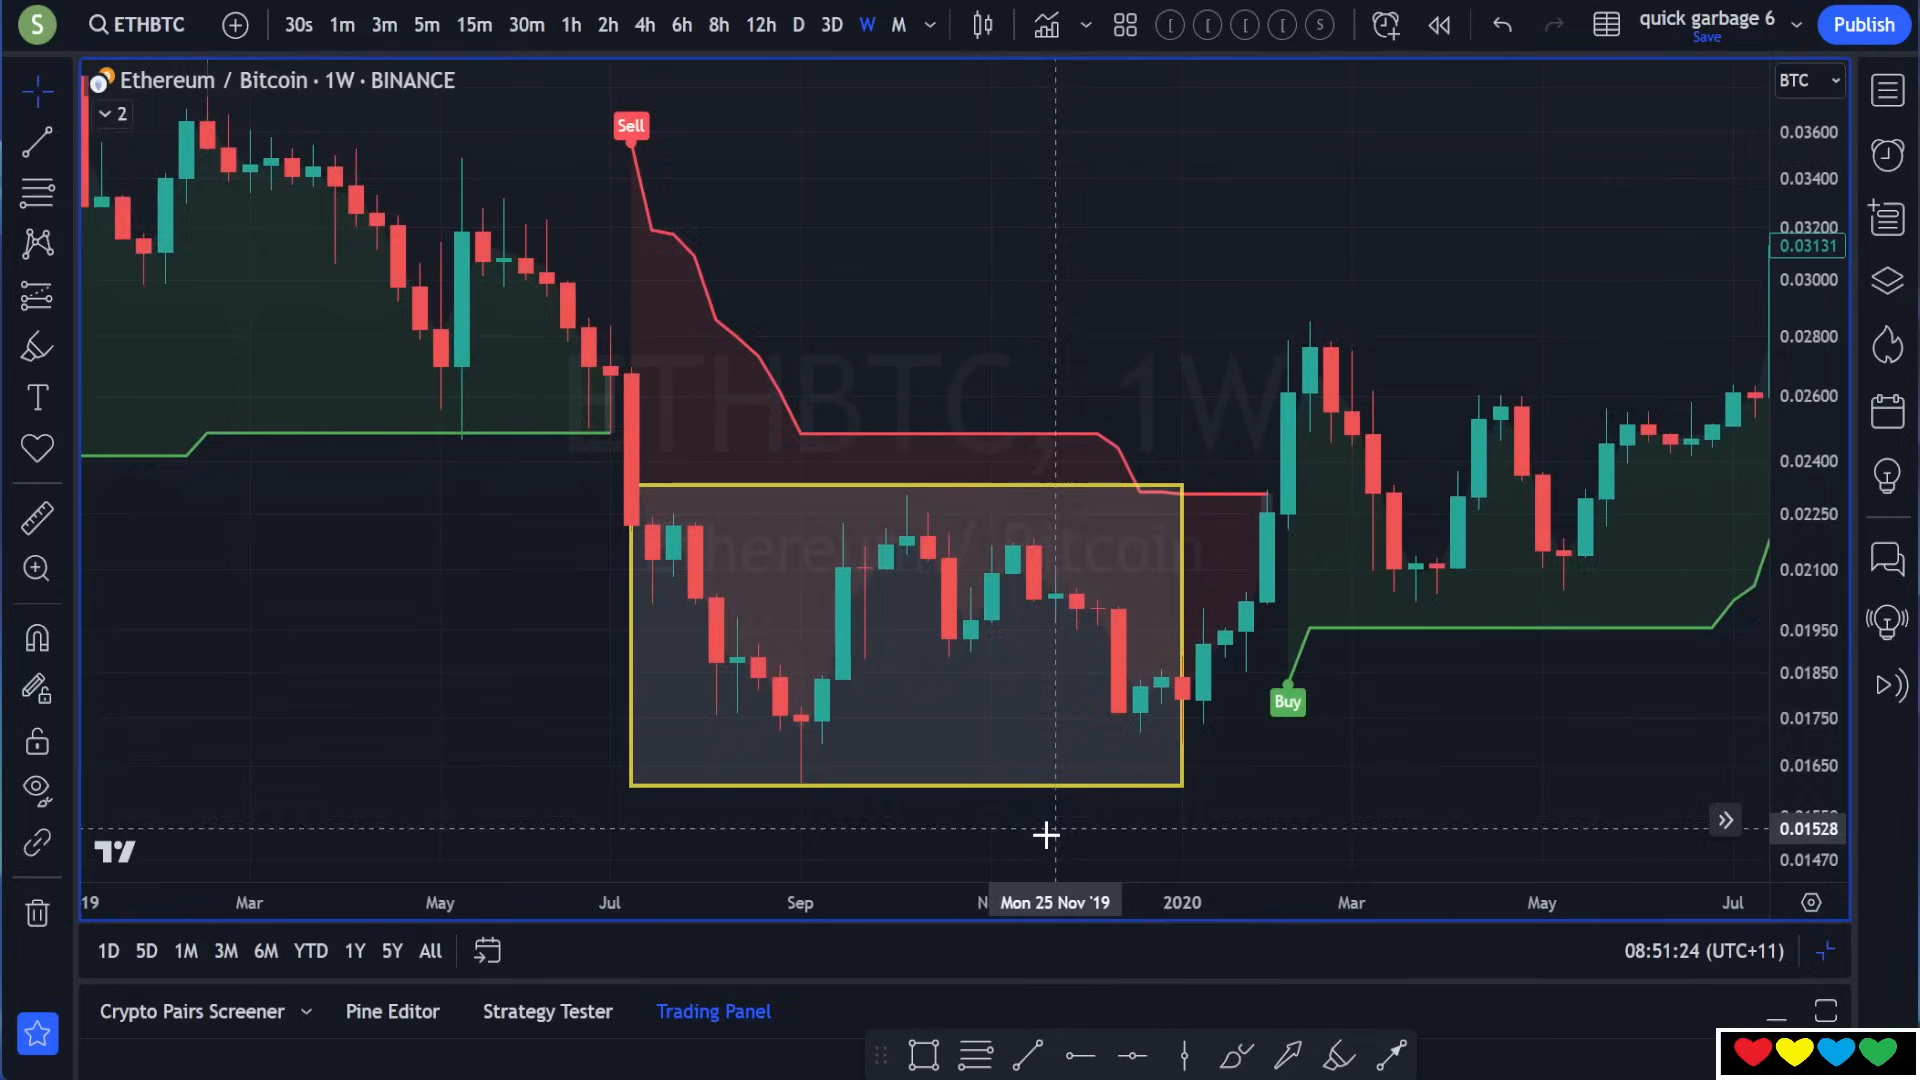 S
ETHBTC
30s 1m 3m 5m 15m 30m 1h 2h 4h 6h 8h 12h D 3D W M
[ [ [ [ S
quick garbage 6
Save
Publish
Ethereum / Bitcoin · 1W · BINANCE
2
BTC
Sell
0.03600
0.03400
0.03200
0.03131
0.03000
0.02800
ETHBTC, 1W
0.02600
0.02400
0.02250
Ethereum / Bitcoin
0.02100
0.01950
0.01850
Buy
0.01750
0.01650
0.01528
0.01470
19 Mar May Jul Sep N Mon 25 Nov '19 2020 Mar May Jul
1D 5D 1M 3M 6M YTD 1Y 5Y All
08:51:24 (UTC+11)
Crypto Pairs Screener Pine Editor Strategy Tester Trading Panel